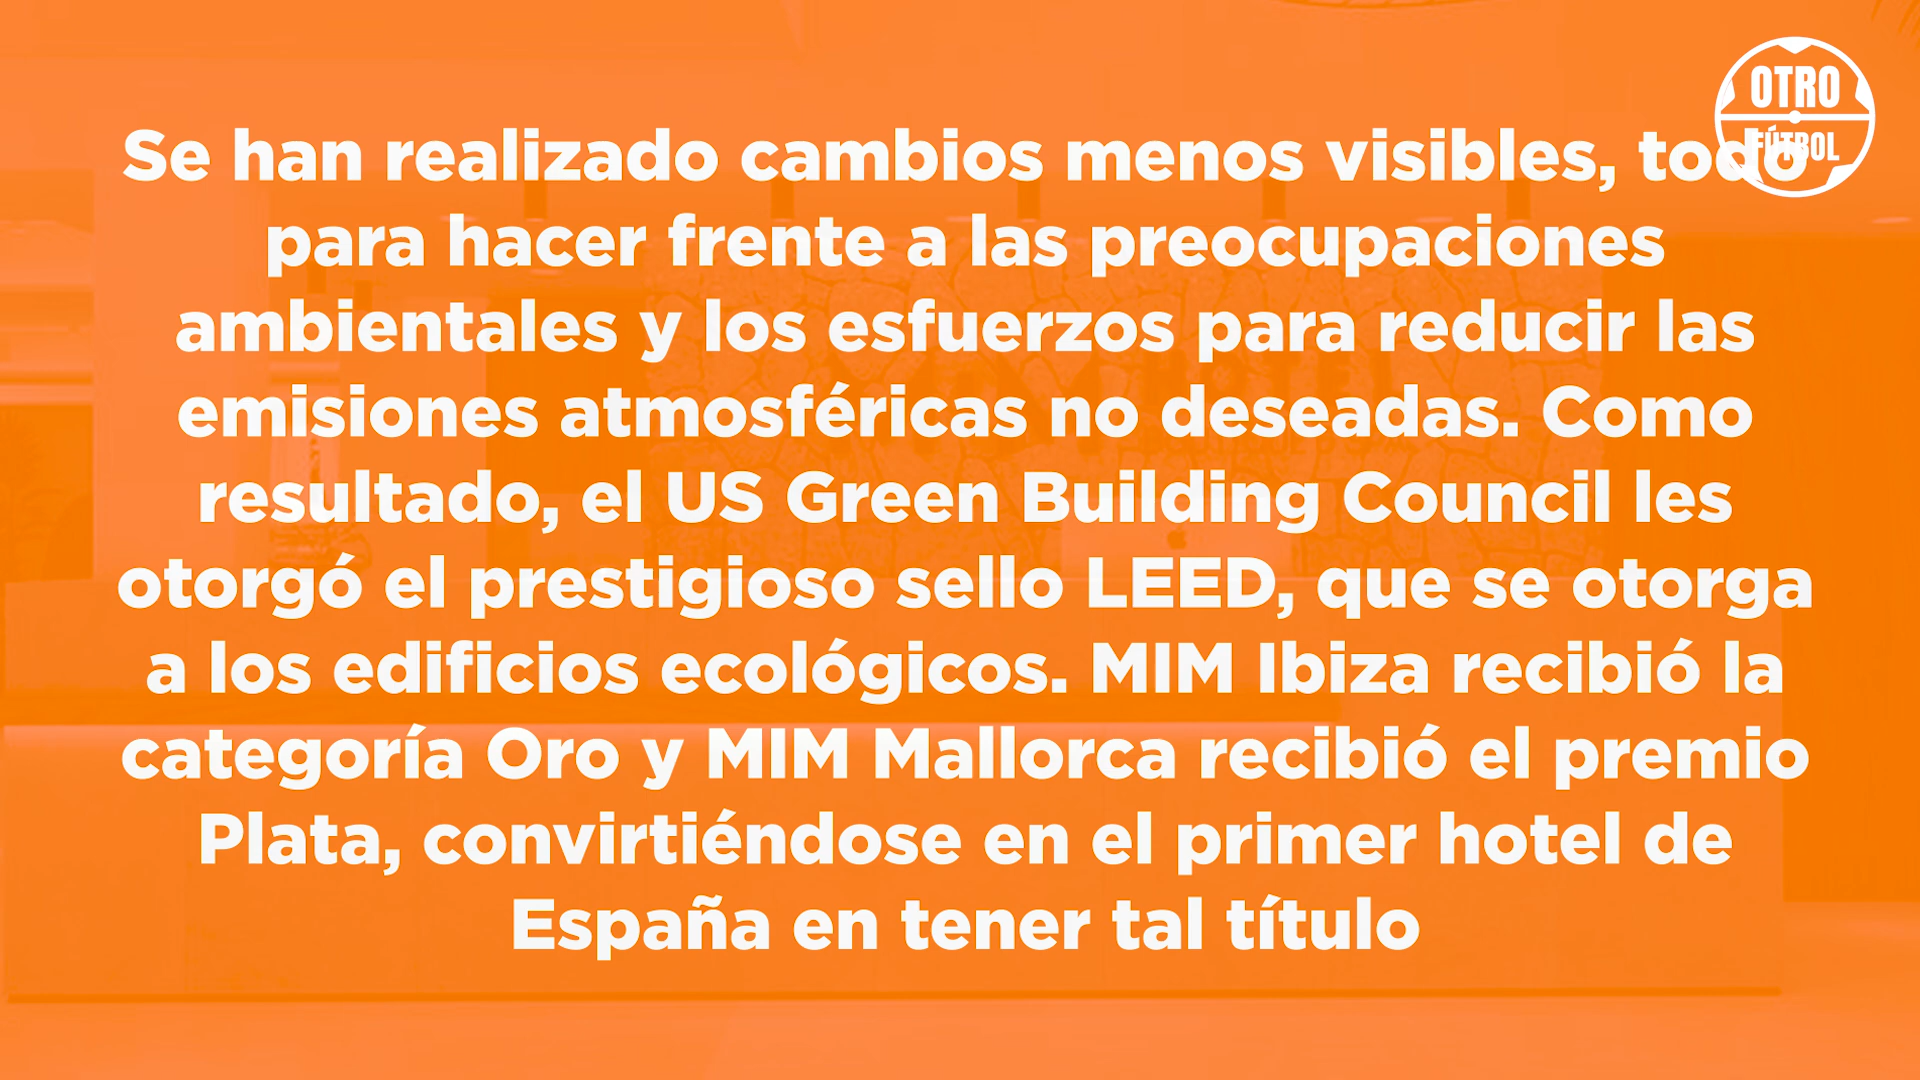 OTRO
FÚTBOL
Se han realizado cambios menos visibles, todo
para hacer frente a las preocupaciones
ambientales y los esfuerzos para reducir las
emisiones atmosféricas no deseadas. Como
resultado, el US Green Building Council les
otorgó el prestigioso sello LEED, que se otorga
a los edificios ecológicos. MIM Ibiza recibió la
categoría Oro y MIM Mallorca recibió el premio
Plata, convirtiéndose en el primer hotel de
España en tener tal título